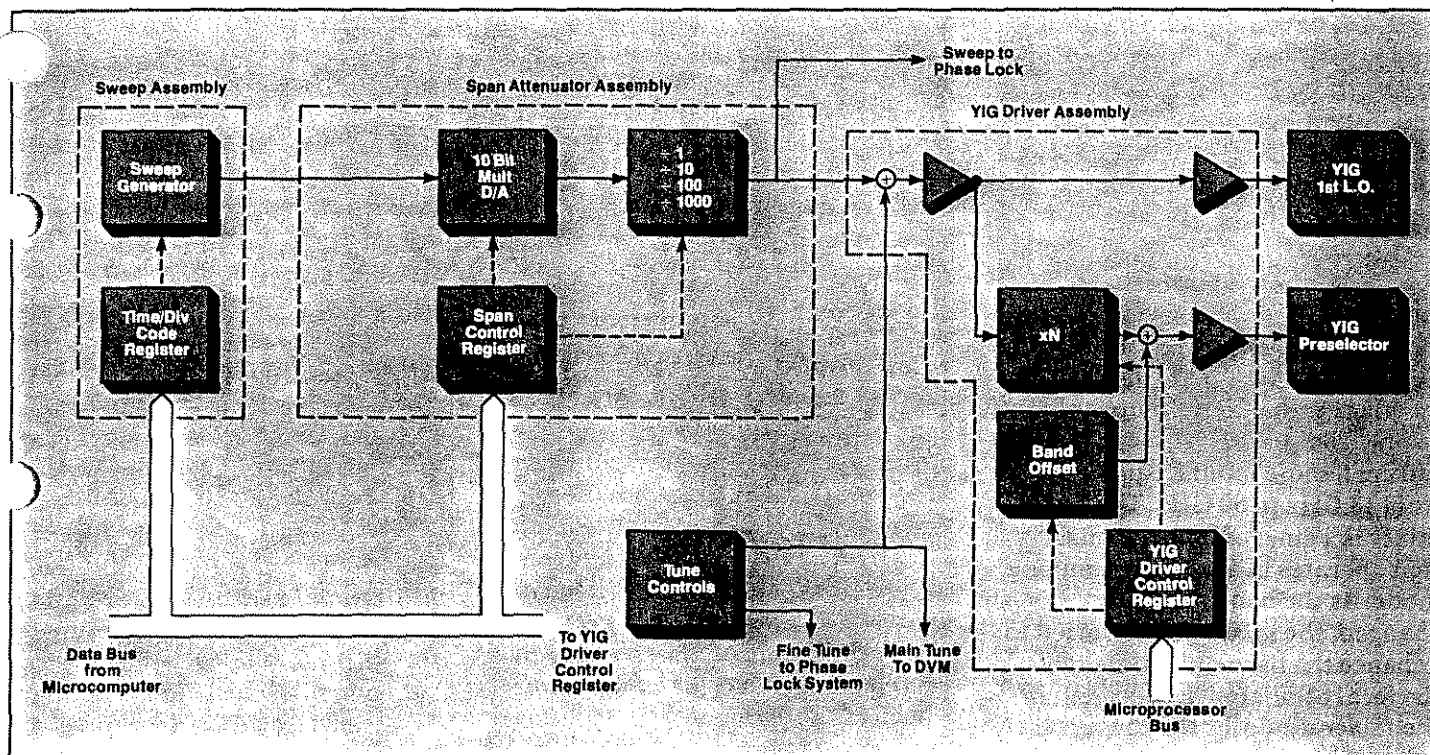 Sweep to
Phase Lock
Sweep Assembly
Span Attenuator Assembly
YIG Driver Assembly
Sweep
Generator
10 Bit
Mult
D/A
÷ 1
÷ 10
÷ 100
÷ 1000
YIG
1st L.O.
Time/Div
Code
Register
Span
Control
Register
xN
YIG
Preselector
Band
Offset
Tune
Controls
YIG
Driver
Control
Register
Data Bus
from
Microcomputer
To YIG
Driver
Control
Register
Fine Tune
to Phase
Lock System
Main Tune
To DVM
Microprocessor
Bus